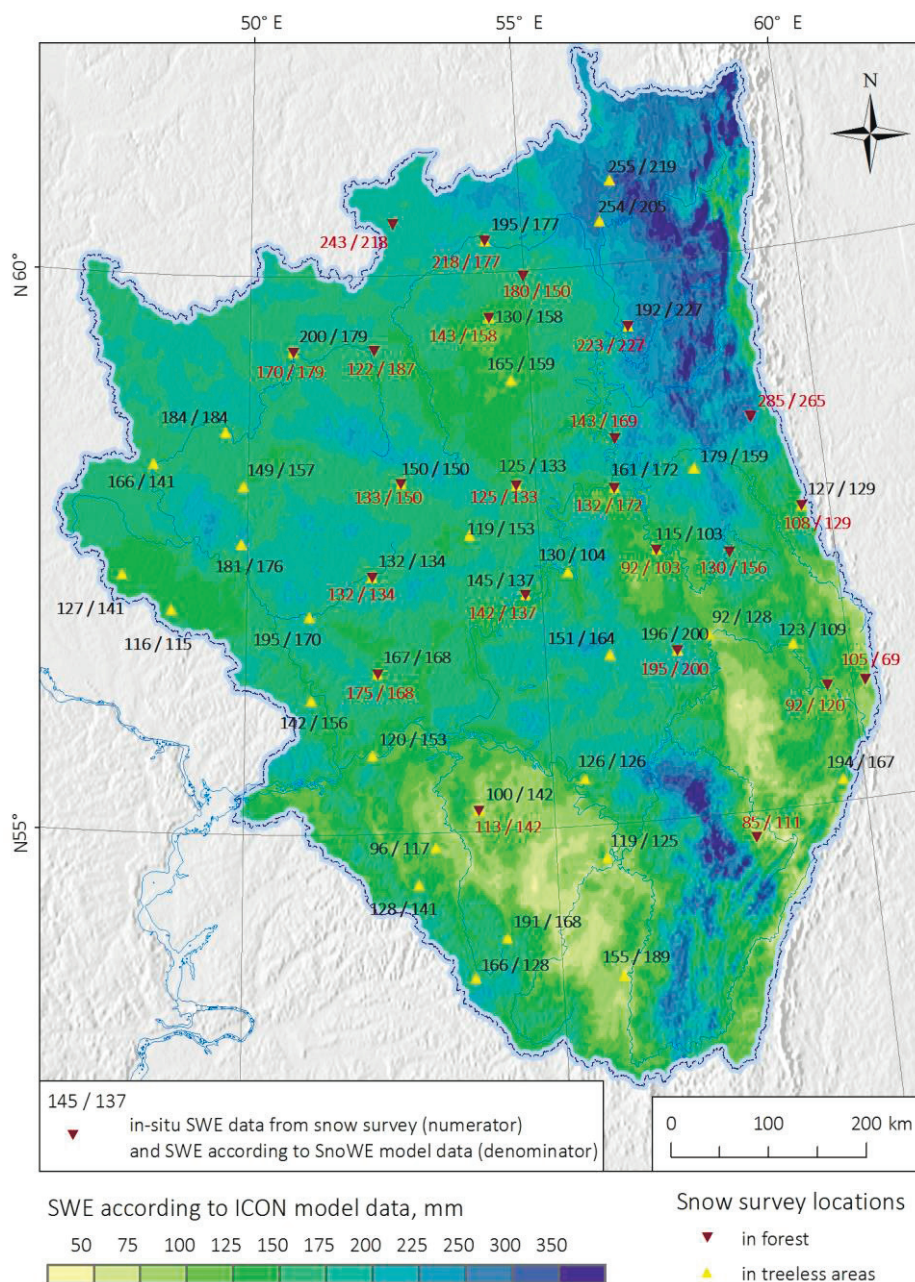 50° E
55° E
60° E
N
255 / 219
254 / 205
195 / 177
243 / 218
218 / 177
N 60°
180 / 150
130 / 158
192 / 227
143 / 158
223 / 227
200 / 179
170 / 179
122 / 187
165 / 159
285 / 265
184 / 184
143 / 169
166 / 141
149 / 157
150 / 150
125 / 133
161 / 172
179 / 159
133 / 150
125 / 133
132 / 172
127 / 129
108 / 129
119 / 153
115 / 103
181 / 176
132 / 134
130 / 104
92 / 103
130 / 156
132 / 134
145 / 137
127 / 141
142 / 137
116 / 115
195 / 170
151 / 164
196 / 200
92 / 128
123 / 109
167 / 168
195 / 200
105 / 69
175 / 168
92 / 120
142 / 156
120 / 153
126 / 126
194 / 167
100 / 142
N55°
113 / 142
85 / 111
96 / 117
119 / 125
128 / 141
191 / 168
166 / 128
155 / 189
145 / 137
in-situ SWE data from snow survey (numerator)
and SWE according to SnoWE model data (denominator)
0 100 200 km
SWE according to ICON model data, mm
50 75 100 125 150 175 200 225 250 300 350
Snow survey locations
in forest
in treeless areas